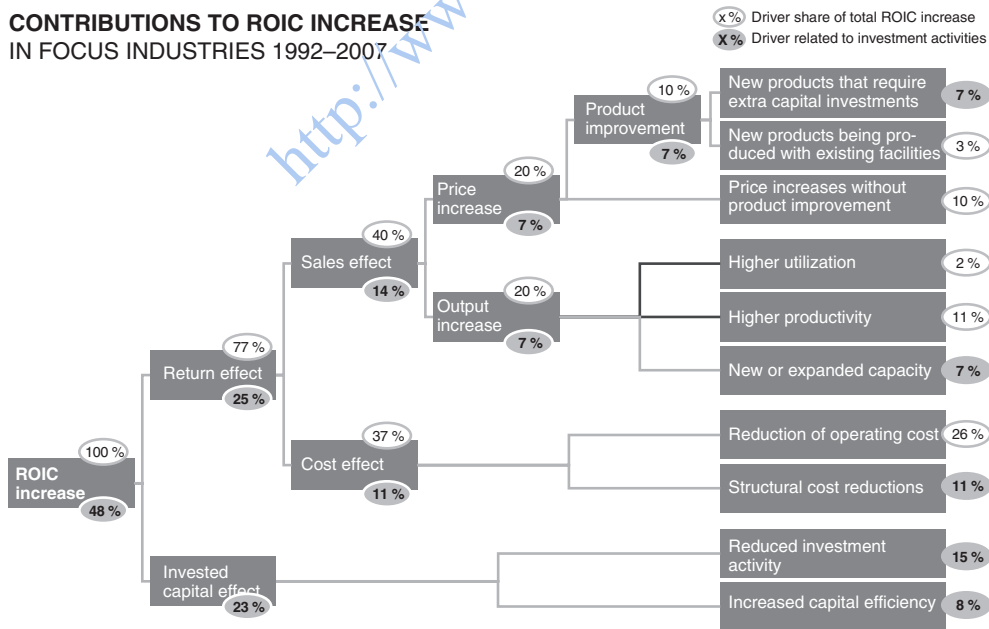 CONTRIBUTIONS TO ROIC INCREASE
IN FOCUS INDUSTRIES 1992–2007
x % Driver share of total ROIC increase
X % Driver related to investment activities
http://www
ROIC
increase
100 %
48 %
Return effect
77 %
25 %
Invested
capital effect
23 %
Sales effect
40 %
14 %
Cost effect
37 %
11 %
Price
increase
20 %
7 %
Output
increase
20 %
7 %
Product
improvement
10 %
7 %
New products that require
extra capital investments
7 %
New products being pro-
duced with existing facilities
3 %
Price increases without
product improvement
10 %
Higher utilization
2 %
Higher productivity
11 %
New or expanded capacity
7 %
Reduction of operating cost
26 %
Structural cost reductions
11 %
Reduced investment
activity
15 %
Increased capital efficiency
8 %